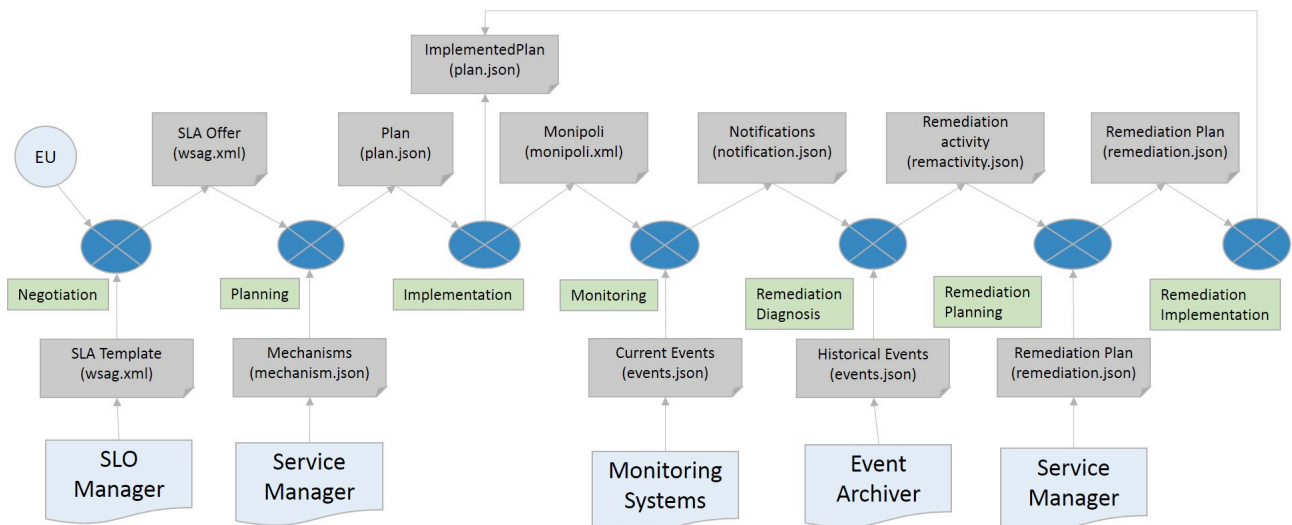 ImplementedPlan
(plan.json)
EU
SLA Offer
(wsag.xml)
Plan
(plan.json)
Monipoli
(monipoli.xml)
Notifications
(notification.json)
Remediation
activity
(remactivity.json)
Remediation Plan
(remediation.json)
Negotiation
Planning
Implementation
Monitoring
Remediation
Diagnosis
Remediation
Planning
Remediation
Implementation
SLA Template
(wsag.xml)
Mechanisms
(mechanism.json)
Current Events
(events.json)
Historical Events
(events.json)
Remediation Plan
(remediation.json)
SLO
Manager
Service
Manager
Monitoring
Systems
Event
Archiver
Service
Manager